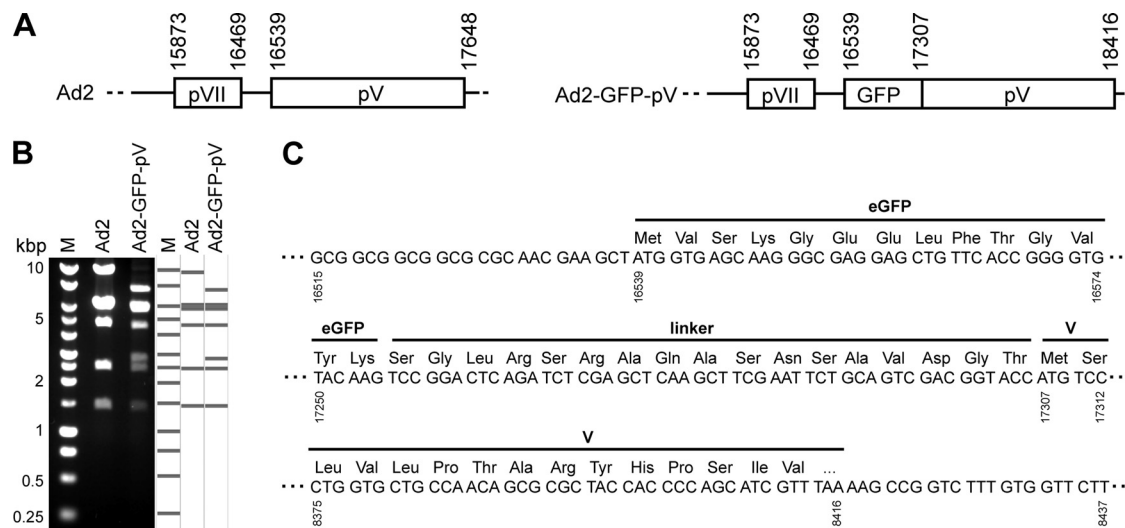 A
15873 16469 16539 17648
Ad2 pVII pV
15873 16469 16539 17307 18416
Ad2-GFP-pV pVII GFP pV
B
kbp M Ad2 Ad2-GFP-pV M Ad2 Ad2-GFP-pV
10
5
2
1
0.5
0.25
C
eGFP
Met Val Ser Lys Gly Glu Glu Leu Phe Thr Gly Val
··· GCG GCG GCG GCG CGC AAC GAA GCT ATG GTG AGC AAG GGC GAG GAG CTG TTC ACC GGG GTG ···
16515 16539 16574
eGFP linker V
Tyr Lys Ser Gly Leu Arg Ser Arg Ala Gln Ala Ser Asn Ser Ala Val Asp Gly Thr Met Ser
··· TAC AAG TCC GGA CTC AGA TCT CGA GCT CAA GCT TCG AAT TCT GCA GTC GAC GGT ACC ATG TCC ···
17250 17307 17312
V
Leu Val Leu Pro Thr Ala Arg Tyr His Pro Ser Ile Val ...
··· CTG GTG CTG CCA ACA GCG CGC TAC CAC CCC AGC ATC GTT TAA AAG CCG GTC TTT GTG GTT CTT ···
8375 8416 8437